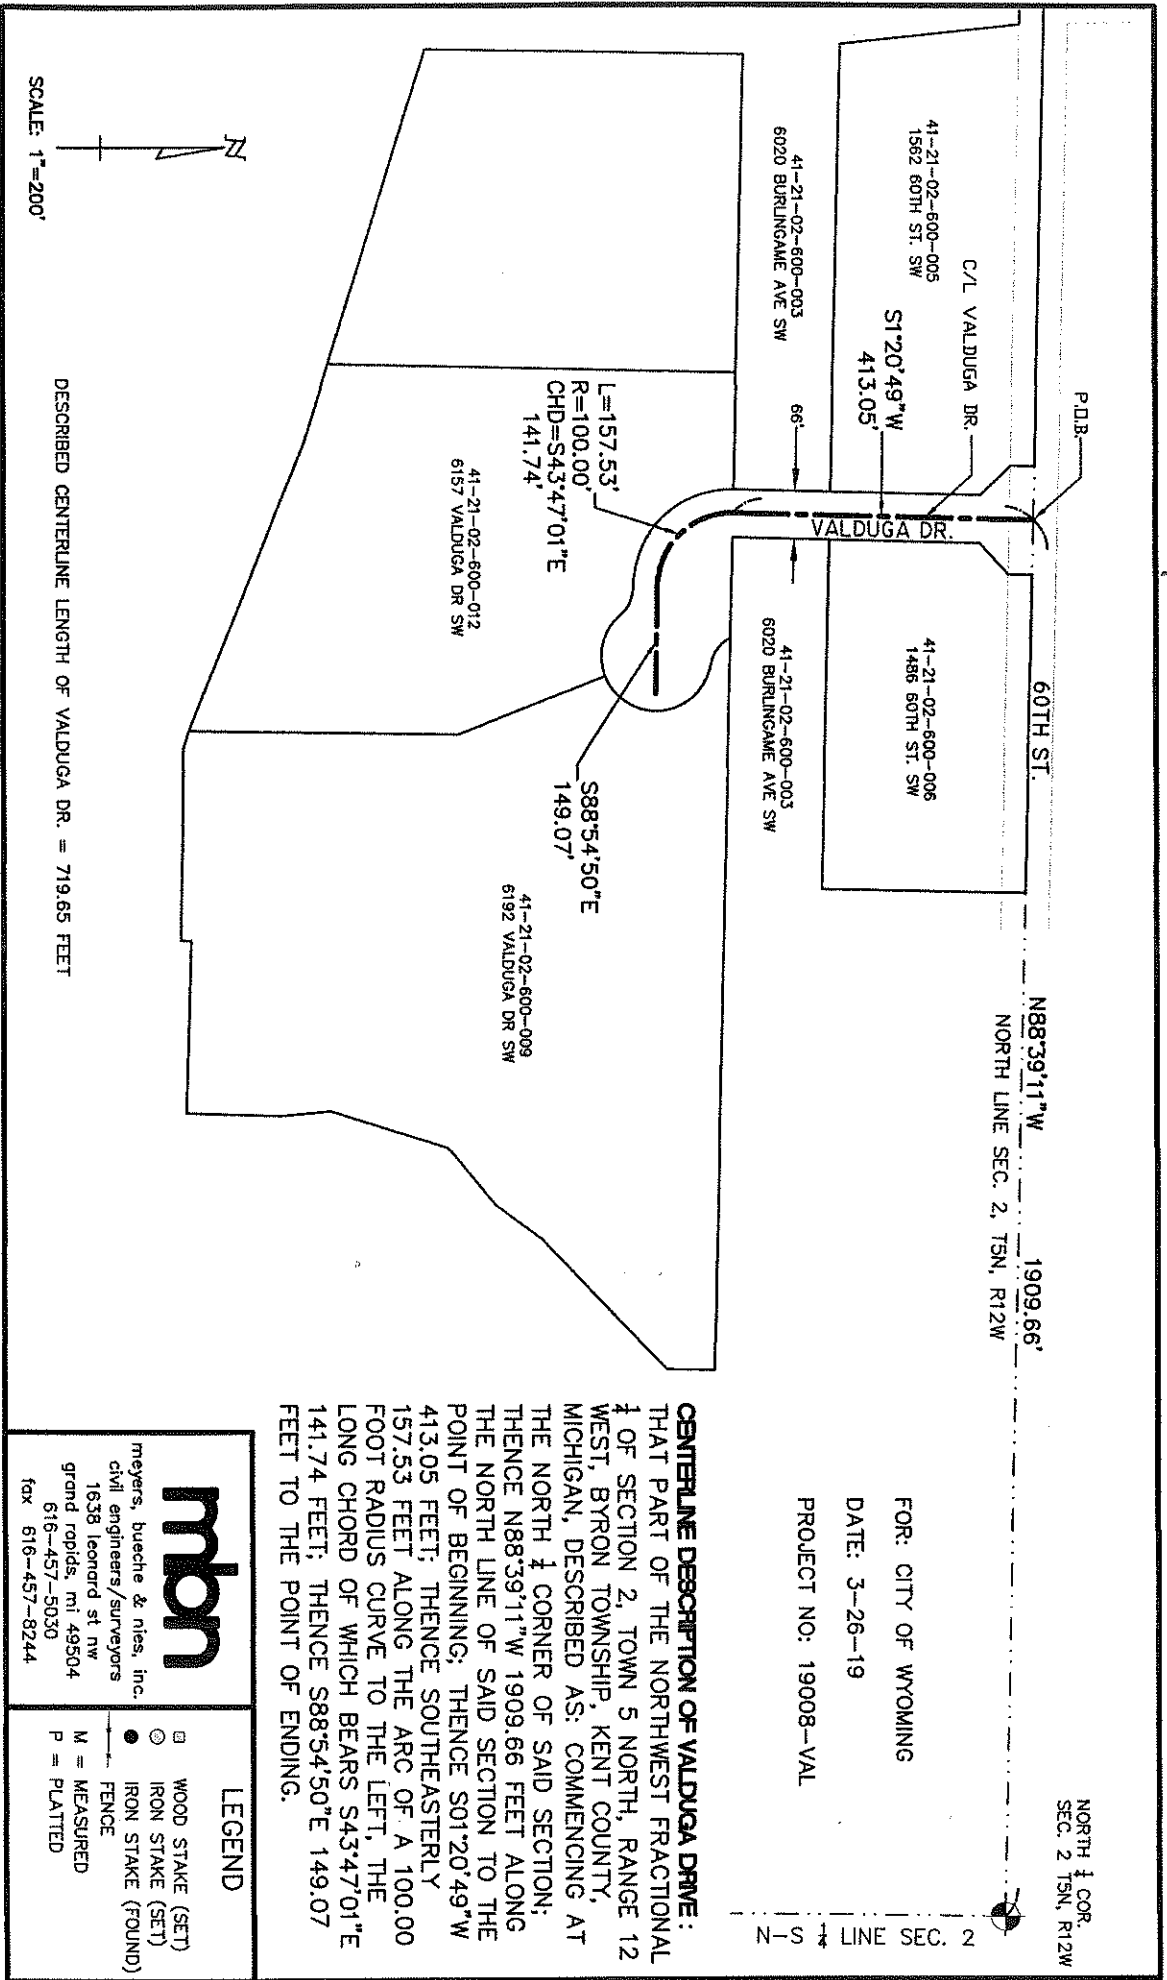 NORTH 1/4 COR.
SEC. 2 T5N, R12W
P.O.B.
60TH ST.
N88°39'11"W 1909.66'
NORTH LINE SEC. 2, T5N, R12W
N-S 1/4 LINE SEC. 2
C/L VALDUGA DR.
41-21-02-600-005
1562 60TH ST. SW
S1°20'49"W
413.05'
VALDUGA DR.
41-21-02-600-006
1486 60TH ST. SW
41-21-02-600-003
6020 BURLINGAME AVE SW
66'
41-21-02-600-003
6020 BURLINGAME AVE SW
L=157.53'
R=100.00'
CHD=S43°47'01"E
141.74'
S88°54'50"E
149.07'
41-21-02-600-012
6157 VALDUGA DR SW
41-21-02-600-009
6192 VALDUGA DR SW
FOR: CITY OF WYOMING
DATE: 3-26-19
PROJECT NO: 19008-VAL
CENTERLINE DESCRIPTION OF VALDUGA DRIVE:
THAT PART OF THE NORTHWEST FRACTIONAL
1/4 OF SECTION 2, TOWN 5 NORTH, RANGE 12
WEST, BYRON TOWNSHIP, KENT COUNTY,
MICHIGAN, DESCRIBED AS: COMMENCING AT
THE NORTH 1/4 CORNER OF SAID SECTION;
THENCE N88°39'11"W 1909.66 FEET ALONG
THE NORTH LINE OF SAID SECTION TO THE
POINT OF BEGINNING; THENCE S01°20'49"W
413.05 FEET; THENCE SOUTHEASTERLY
157.53 FEET ALONG THE ARC OF A 100.00
FOOT RADIUS CURVE TO THE LEFT, THE
LONG CHORD OF WHICH BEARS S43°47'01"E
141.74 FEET; THENCE S88°54'50"E 149.07
FEET TO THE POINT OF ENDING.
N
SCALE: 1"=200'
DESCRIBED CENTERLINE LENGTH OF VALDUGA DR. = 719.65 FEET
mbn
meyers, bueche & nies, inc.
civil engineers/surveyors
1638 leonard st nw
grand rapids, mi 49504
616-457-5030
fax 616-457-8244
LEGEND
WOOD STAKE (SET)
IRON STAKE (SET)
IRON STAKE (FOUND)
FENCE
M = MEASURED
P = PLATTED